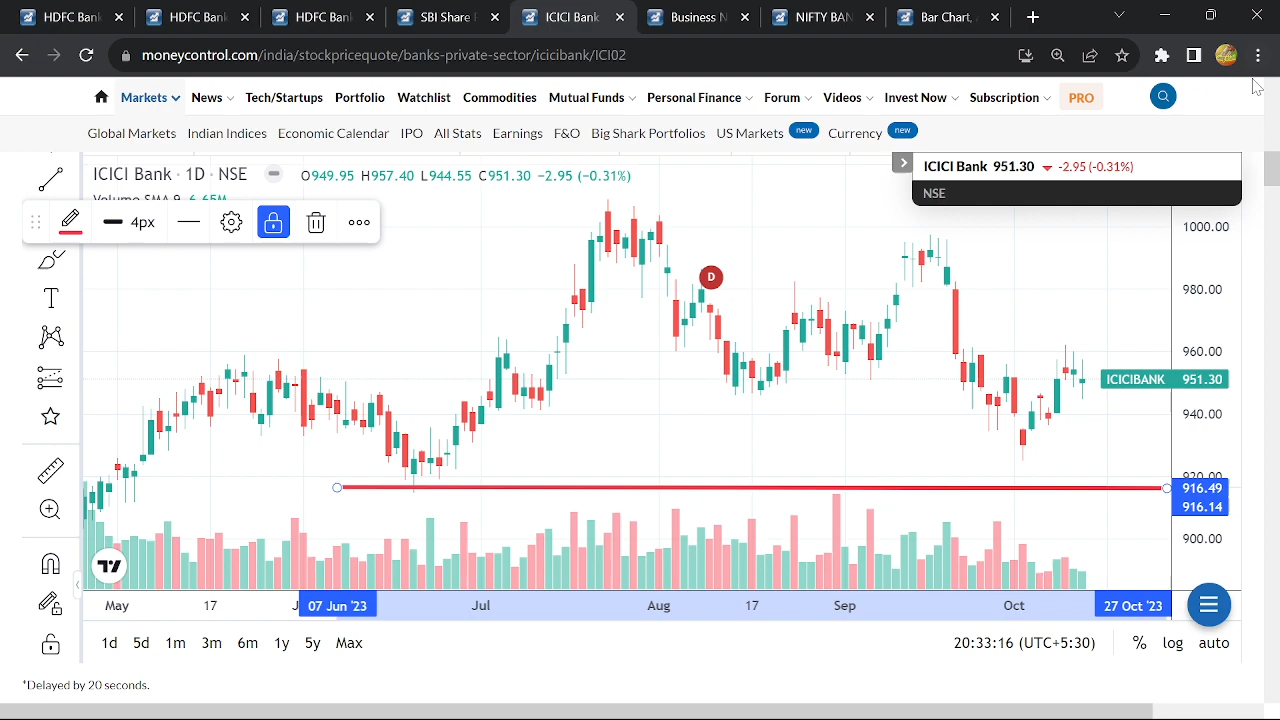 HDFC Bank HDFC Bank HDFC Bank SBI Share ICICI Bank Business N NIFTY BAN Bar Chart,
moneycontrol.com/india/stockpricequote/banks-private-sector/icicibank/ICI02
Markets News Tech/Startups Portfolio Watchlist Commodities Mutual Funds Personal Finance Forum Videos Invest Now Subscription PRO
Global Markets Indian Indices Economic Calendar IPO All Stats Earnings F&O Big Shark Portfolios US Markets new Currency new
ICICI Bank · 1D · NSE O949.95 H957.40 L944.55 C951.30 −2.95 (−0.31%)
ICICI Bank 951.30 -2.95 (-0.31%)
NSE
Volume SMA 9 6.65M
4px
1000.00
D
980.00
960.00
ICICIBANK 951.30
940.00
920.00
916.49
916.14
900.00
May 17 07 Jun '23 Jul Aug 17 Sep Oct 27 Oct '23
1d 5d 1m 3m 6m 1y 5y Max 20:33:16 (UTC+5:30) % log auto
*Delayed by 20 seconds.